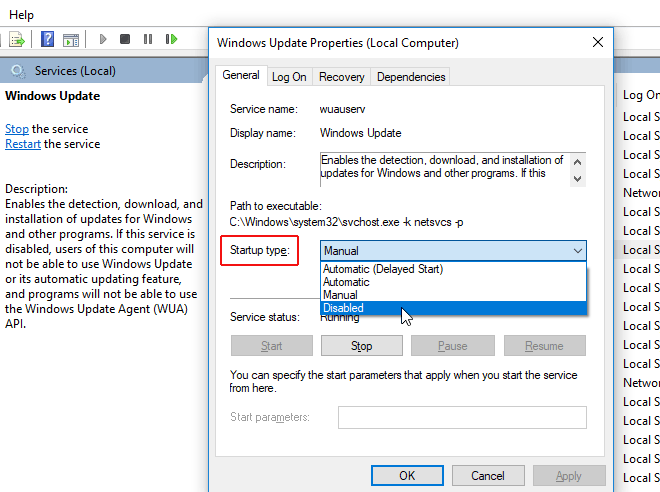 Help
Services (Local)
Windows Update
Stop the service
Restart the service
Description:
Enables the detection, download, and
installation of updates for Windows
and other programs. If this service is
disabled, users of this computer will
not be able to use Windows Update
or its automatic updating feature,
and programs will not be able to use
the Windows Update Agent (WUA)
API.
Windows Update Properties (Local Computer)
General Log On Recovery Dependencies
Service name: wuauserv
Display name: Windows Update
Description: Enables the detection, download, and installation of
updates for Windows and other programs. If this
Path to executable:
C:\Windows\system32\svchost.exe -k netsvcs -p
Startup type: Manual
Automatic (Delayed Start)
Automatic
Manual
Disabled
Service status: Running
Start Stop Pause Resume
You can specify the start parameters that apply when you start the service
from here.
Start parameters:
OK Cancel Apply
Log On
Local S
Local S
Local S
Local S
Networ
Local S
Local S
Local S
Local S
Local S
Local S
Local S
Local S
Local S
Networ
Local S
Local S
Local S
Local S
Local S